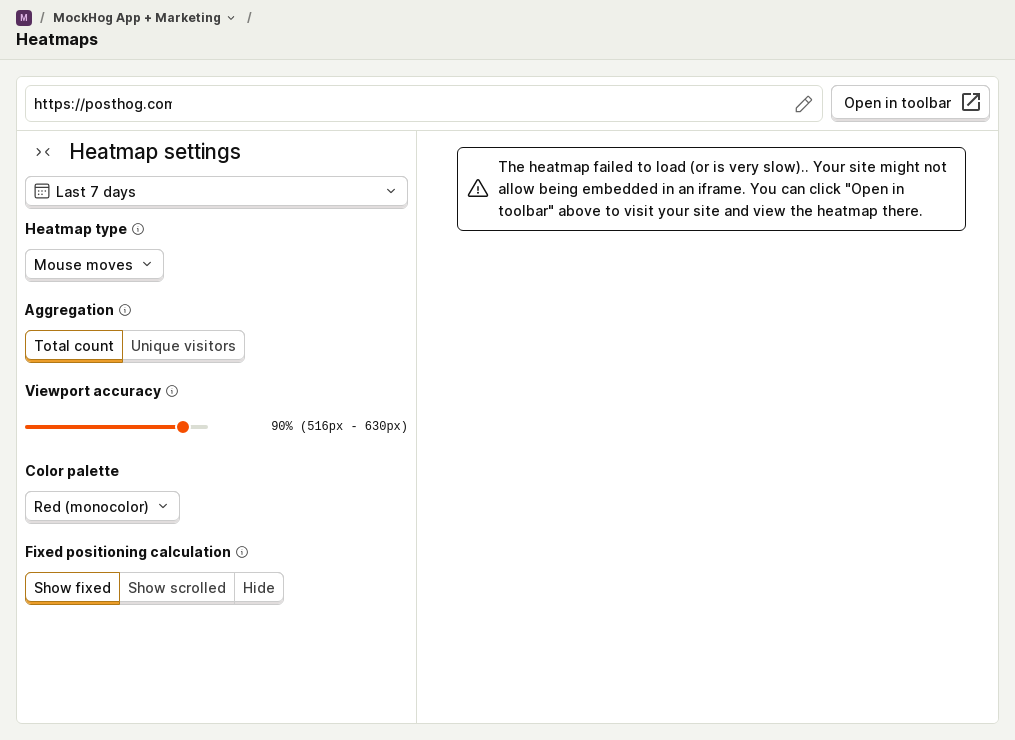 M / MockHog App + Marketing /
Heatmaps
https://posthog.com
Open in toolbar
Heatmap settings
Last 7 days
Heatmap type
Mouse moves
Aggregation
Total count Unique visitors
Viewport accuracy
90% (516px - 630px)
Color palette
Red (monocolor)
Fixed positioning calculation
Show fixed Show scrolled Hide
The heatmap failed to load (or is very slow).. Your site might not
allow being embedded in an iframe. You can click "Open in
toolbar" above to visit your site and view the heatmap there.